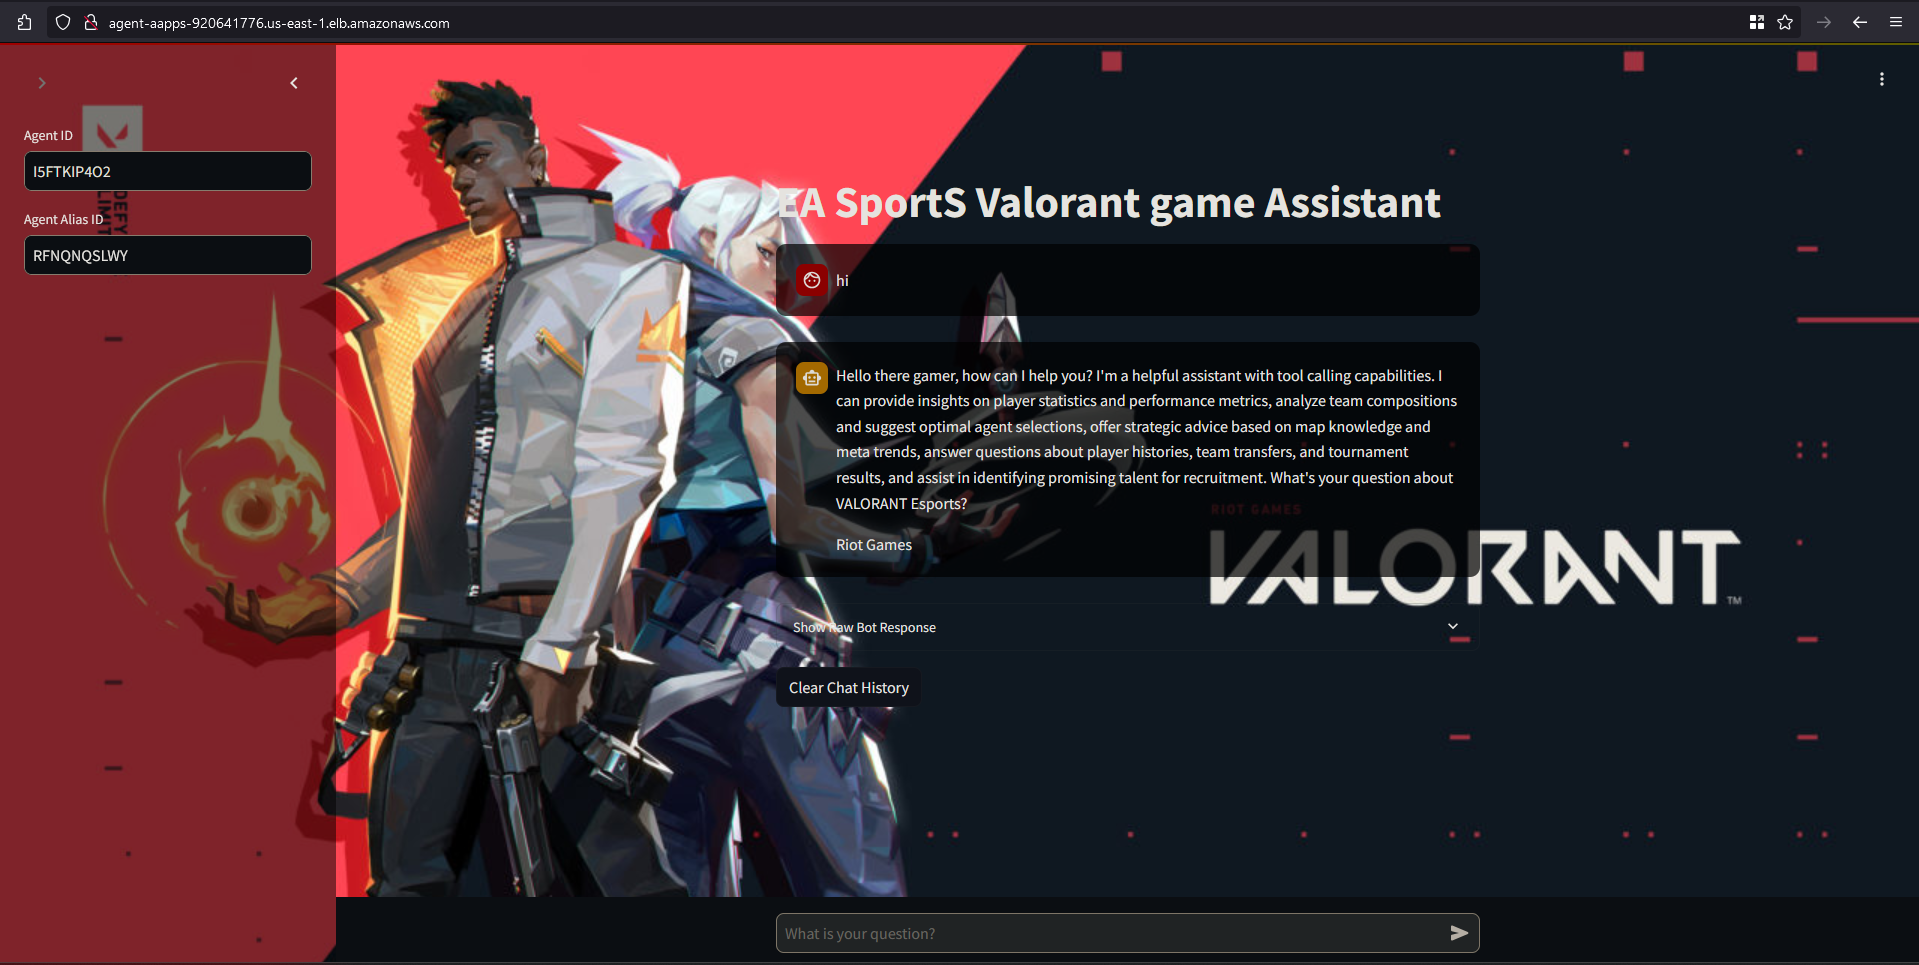 agent-aapps-920641776.us-east-1.elb.amazonaws.com
Agent ID
I5FTKIP4O2
DEFY
LIMIT
Agent Alias ID
RFNQNQSLWY
EA SportS Valorant game Assistant
hi
Hello there gamer, how can I help you? I'm a helpful assistant with tool calling capabilities. I
can provide insights on player statistics and performance metrics, analyze team compositions
and suggest optimal agent selections, offer strategic advice based on map knowledge and
meta trends, answer questions about player histories, team transfers, and tournament
results, and assist in identifying promising talent for recruitment. What's your question about
VALORANT Esports?
Riot Games
RIOT GAMES
VALORANT™
Show Raw Bot Response
Clear Chat History
What is your question?